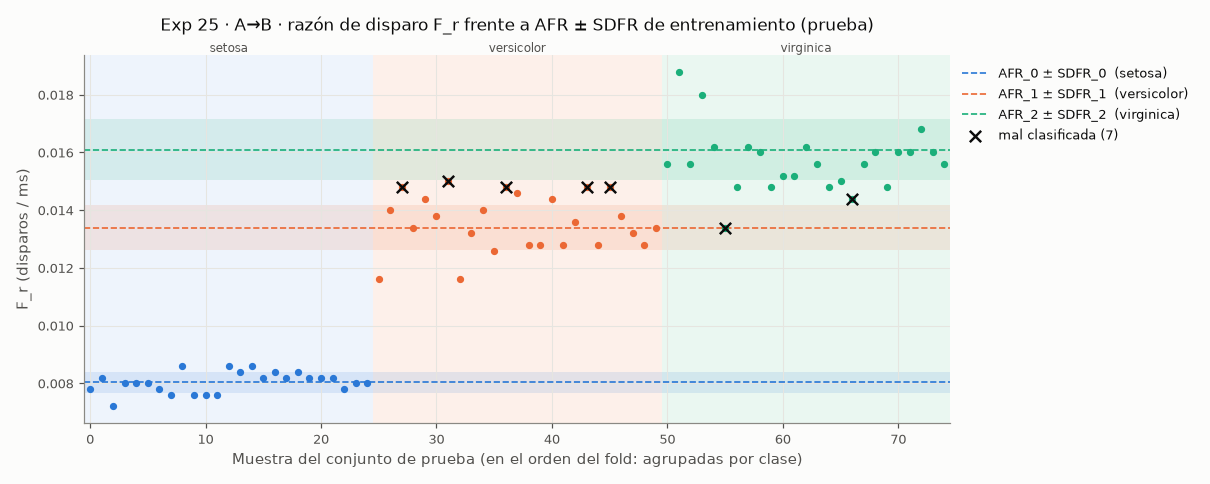 Exp 25 · A→B · razón de disparo F_r frente a AFR ± SDFR de entrenamiento (prueba)
setosa
versicolor
virginica
AFR_0 ± SDFR_0 (setosa)
AFR_1 ± SDFR_1 (versicolor)
AFR_2 ± SDFR_2 (virginica)
mal clasificada (7)
F_r (disparos / ms)
0.018
0.016
0.014
0.012
0.010
0.008
0 10 20 30 40 50 60 70
Muestra del conjunto de prueba (en el orden del fold: agrupadas por clase)